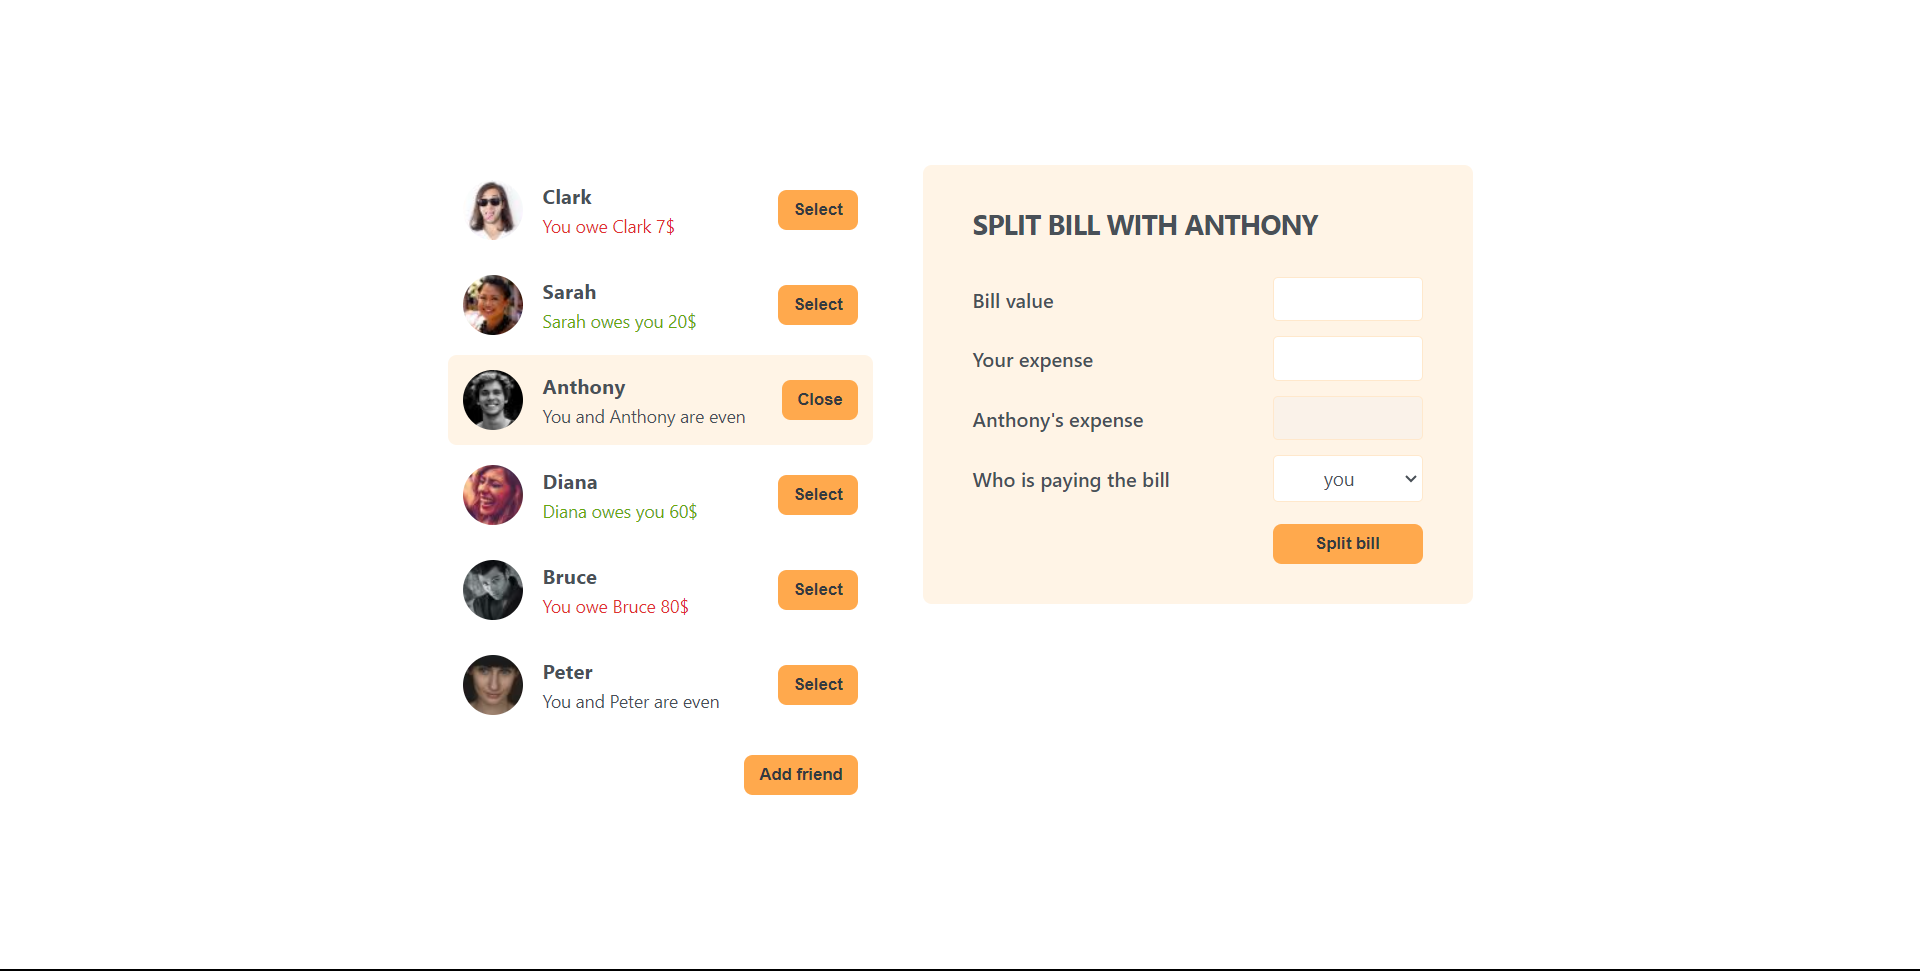 Clark
You owe Clark 7$
Select
Sarah
Sarah owes you 20$
Select
Anthony
You and Anthony are even
Close
Diana
Diana owes you 60$
Select
Bruce
You owe Bruce 80$
Select
Peter
You and Peter are even
Select
Add friend
SPLIT BILL WITH ANTHONY
Bill value
Your expense
Anthony's expense
Who is paying the bill
you
Split bill